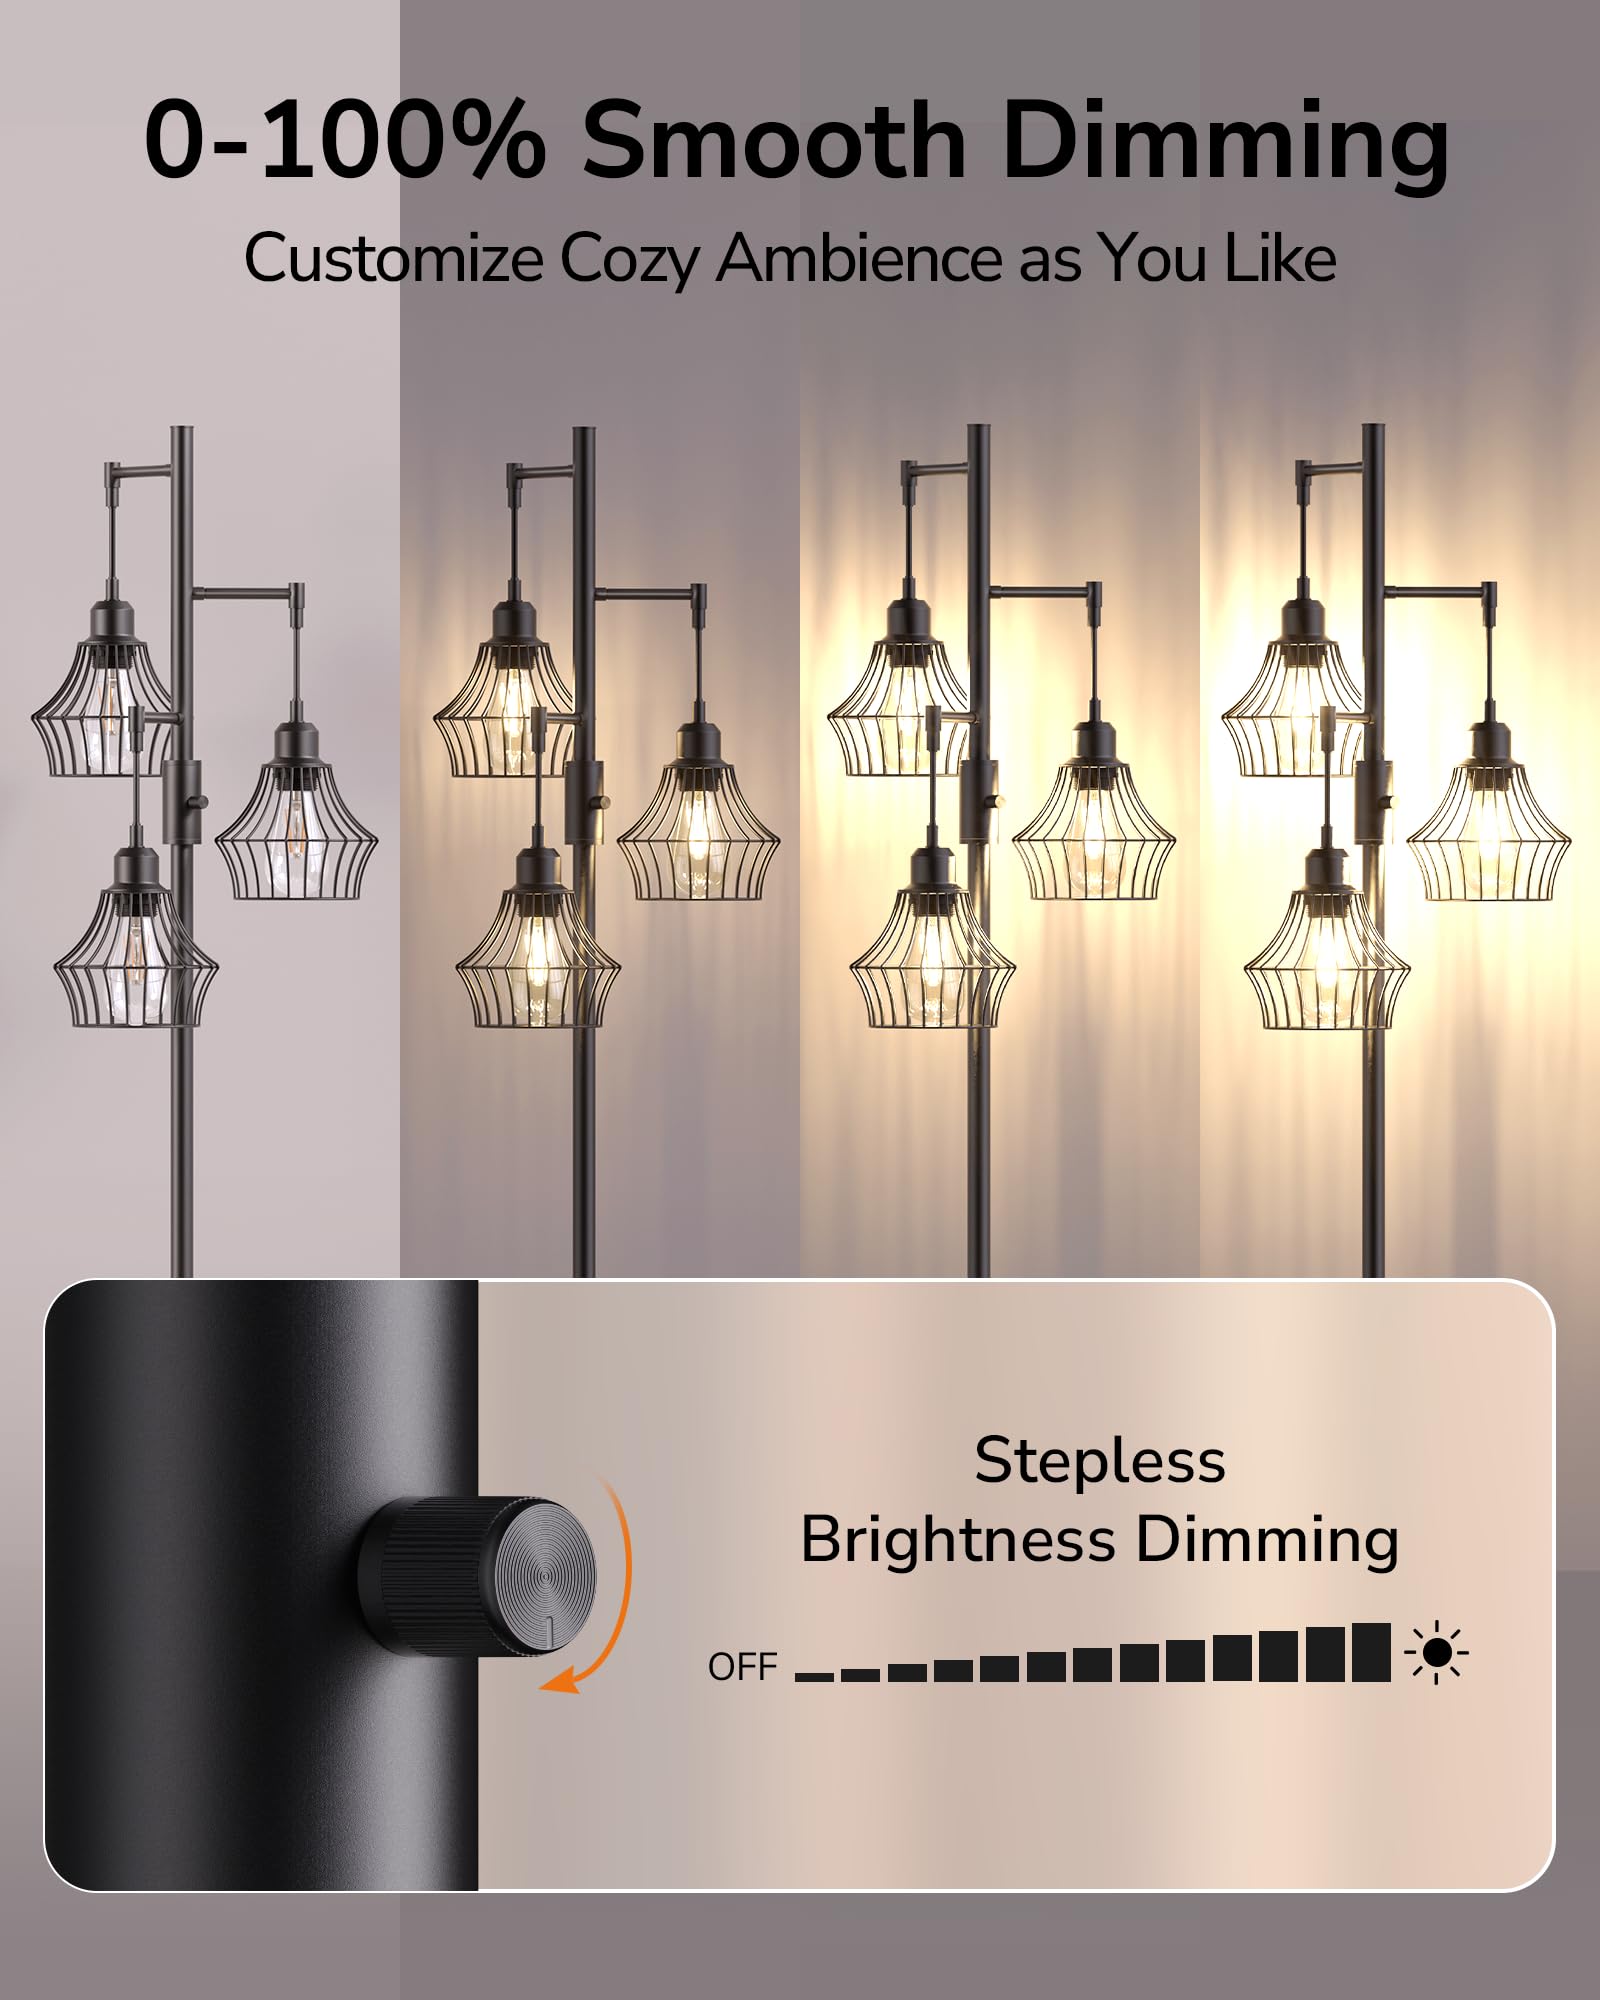 0-100% Smooth Dimming
Customize Cozy Ambience as You Like
Stepless
Brightness Dimming
OFF